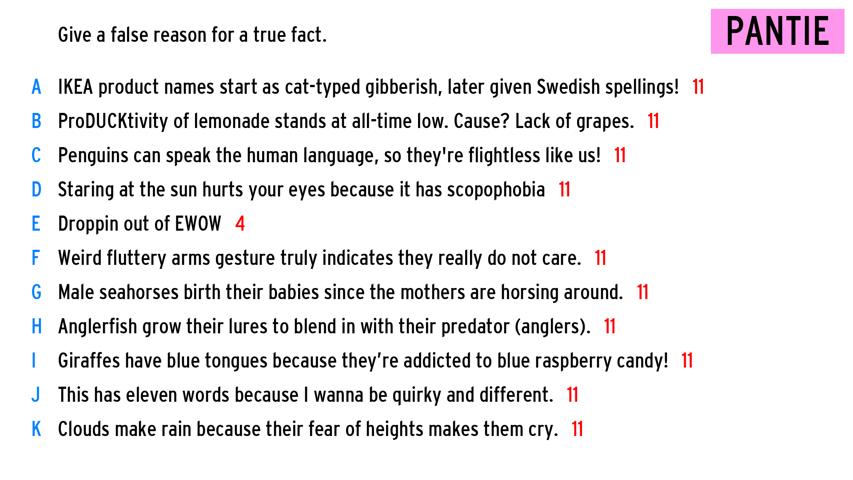 Give a false reason for a true fact.
PANTIE
A IKEA product names start as cat-typed gibberish, later given Swedish spellings! 11
B ProDUCKtivity of lemonade stands at all-time low. Cause? Lack of grapes. 11
C Penguins can speak the human language, so they're flightless like us! 11
D Staring at the sun hurts your eyes because it has scopophobia 11
E Droppin out of EWOW 4
F Weird fluttery arms gesture truly indicates they really do not care. 11
G Male seahorses birth their babies since the mothers are horsing around. 11
H Anglerfish grow their lures to blend in with their predator (anglers). 11
I Giraffes have blue tongues because they’re addicted to blue raspberry candy! 11
J This has eleven words because I wanna be quirky and different. 11
K Clouds make rain because their fear of heights makes them cry. 11